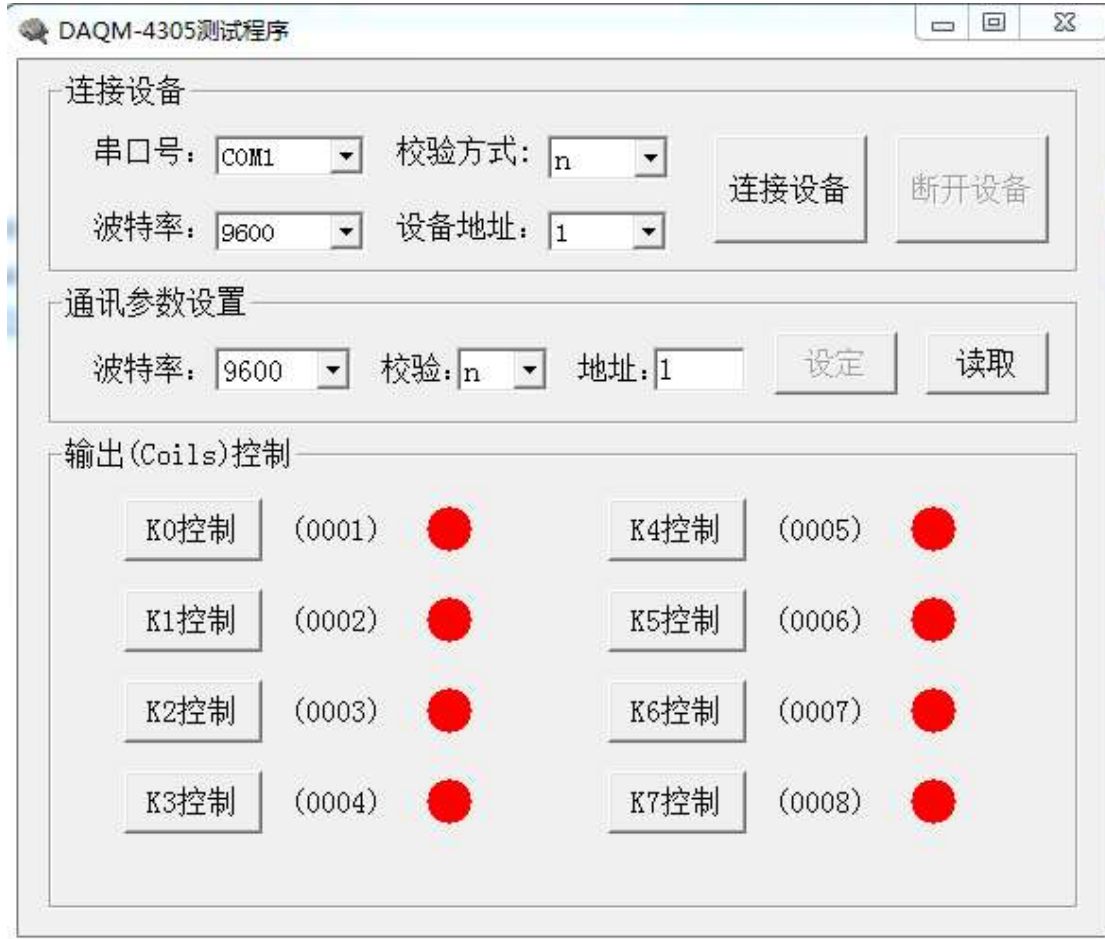 DAQM-4305测试程序
连接设备
串口号: COM1 校验方式: n 连接设备 断开设备
波特率: 9600 设备地址: 1
通讯参数设置
波特率: 9600 校验: n 地址: 1 设定 读取
输出(Coils)控制
K0控制 (0001) K4控制 (0005)
K1控制 (0002) K5控制 (0006)
K2控制 (0003) K6控制 (0007)
K3控制 (0004) K7控制 (0008)